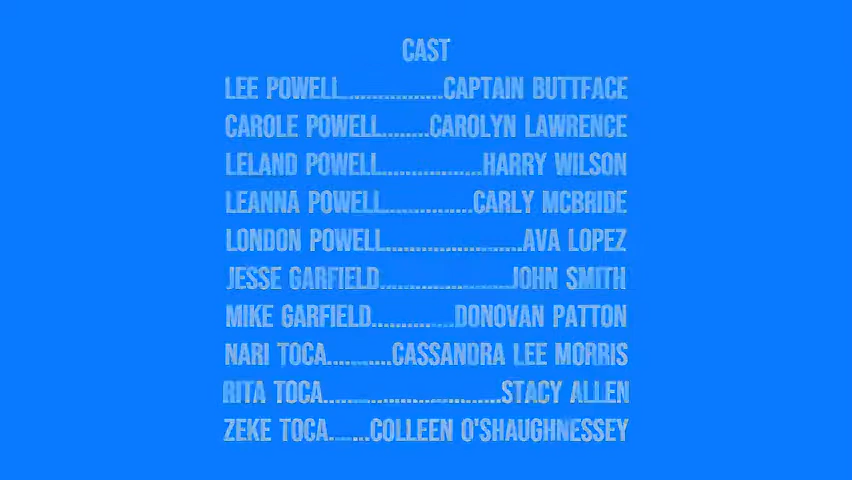 CAST
LEE POWELL................CAPTAIN BUTTFACE
CAROLE POWELL........CAROLYN LAWRENCE
LELAND POWELL.................HARRY WILSON
LEANNA POWELL...............CARLY MCBRIDE
LONDON POWELL.......................AVA LOPEZ
JESSE GARFIELD......................JOHN SMITH
MIKE GARFIELD..............DONOVAN PATTON
NARI TOCA...........CASSANDRA LEE MORRIS
RITA TOCA..............................STACY ALLEN
ZEKE TOCA.......COLLEEN O'SHAUGHNESSEY